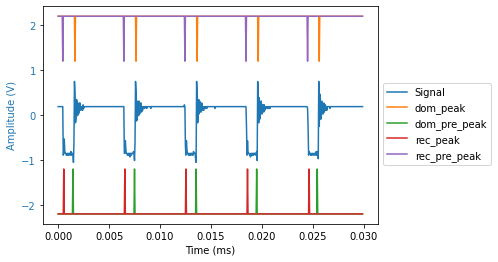 2
1
0
−1
−2
Amplitude (V)
0.000
0.005
0.010
0.015
0.020
0.025
0.030
Time (ms)
Signal
dom_peak
dom_pre_peak
rec_peak
rec_pre_peak